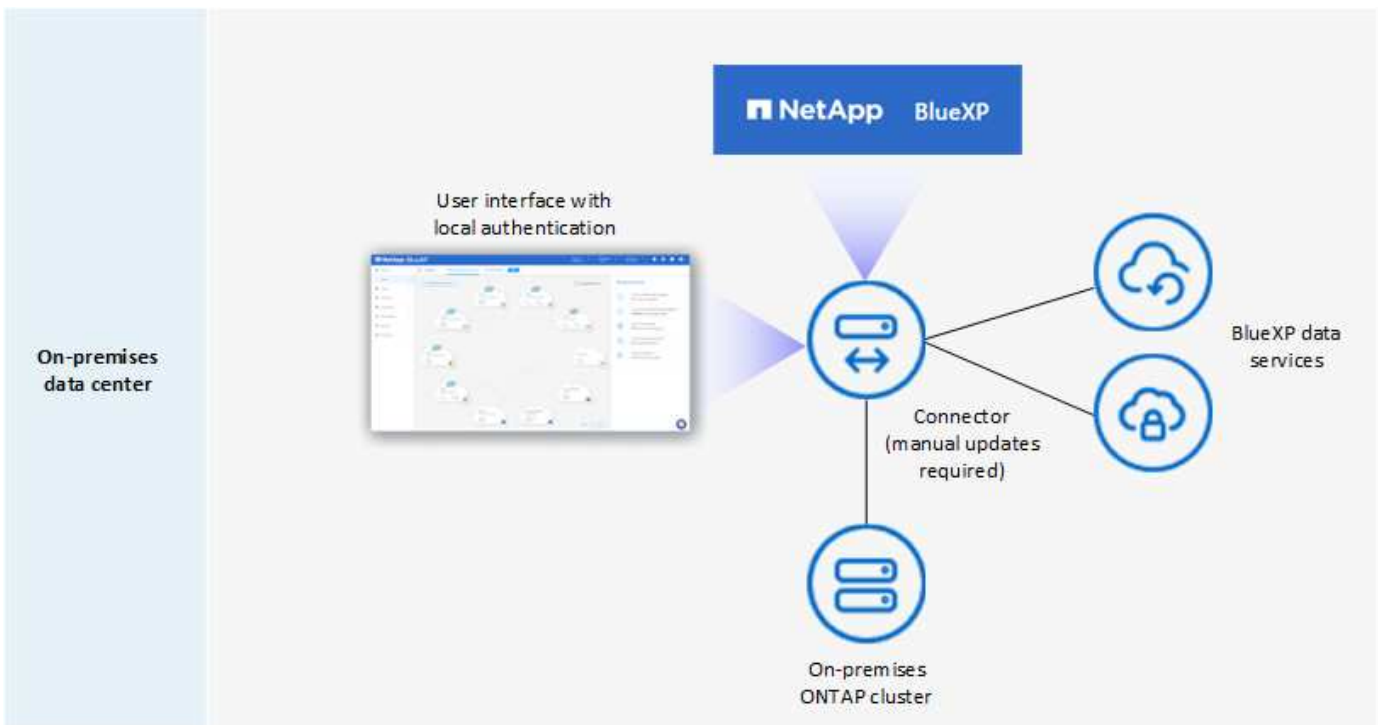 NetApp BlueXP
User interface with
local authentication
On-premises
data center
BlueXP data
services
Connector
(manual updates
required)
On-premises
ONTAP cluster